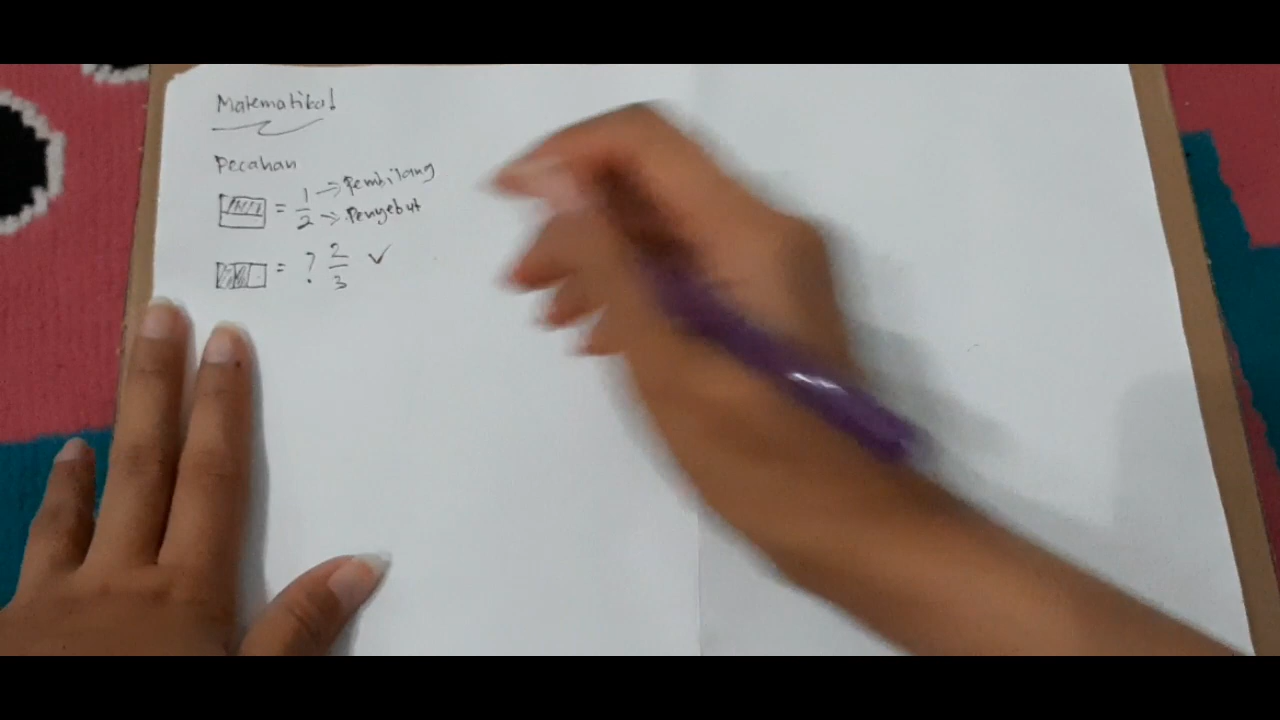 Matematika!
Pecahan
= 1/2 → Pembilang
→ Penyebut
= ? 2/3 ✓